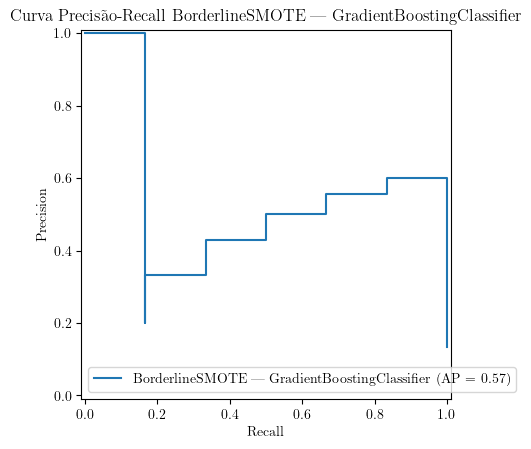 Curva Precisão-Recall BorderlineSMOTE — GradientBoostingClassifier
1.0
0.8
0.6
0.4
0.2
0.0
Precision
BorderlineSMOTE — GradientBoostingClassifier (AP = 0.57)
0.0 0.2 0.4 0.6 0.8 1.0
Recall